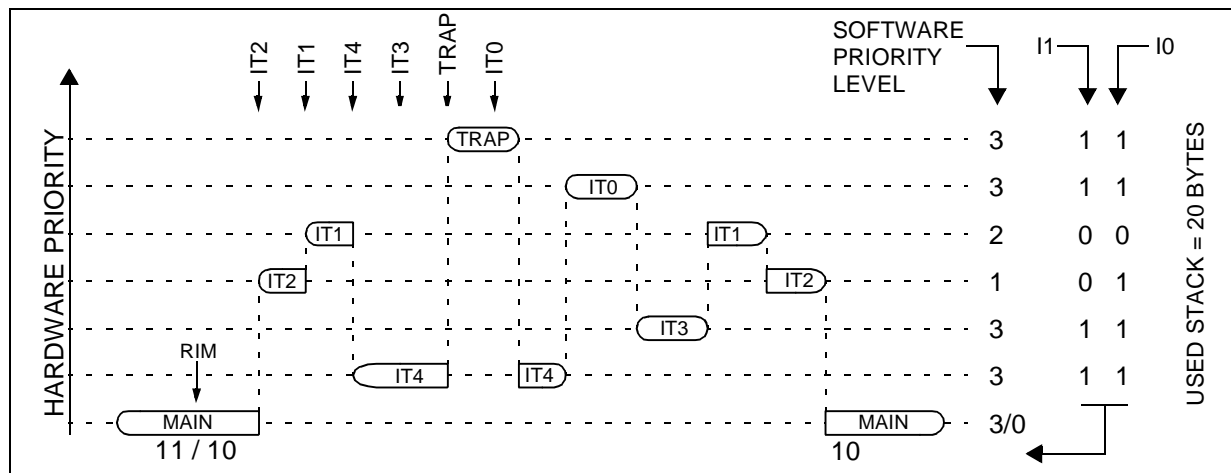 IT2
IT1
IT4
IT3
TRAP
IT0
SOFTWARE
PRIORITY
LEVEL
I1
I0
HARDWARE PRIORITY
TRAP
3
1 1
IT0
3
1 1
IT1
IT1
2
0 0
IT2
IT2
1
0 1
IT3
3
1 1
RIM
IT4
IT4
3
1 1
MAIN
MAIN
3/0
11 / 10
10
USED STACK = 20 BYTES